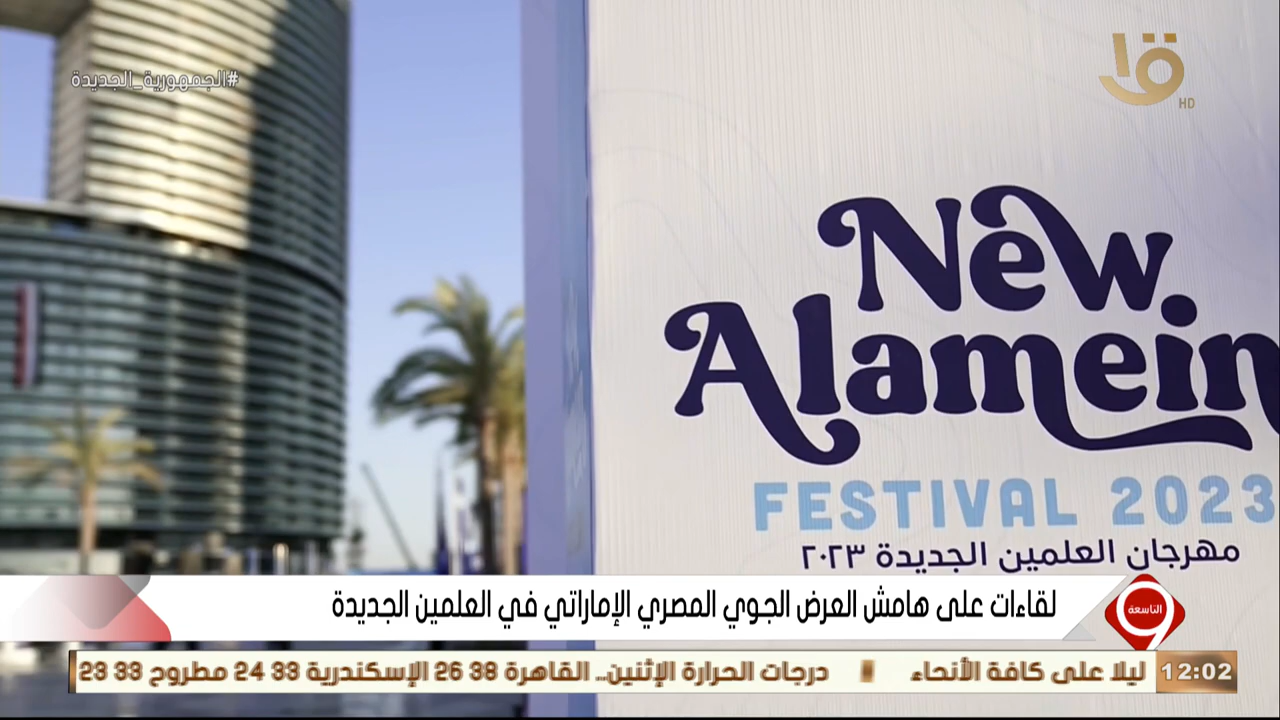 #الجمهورية_الجديدة
HD
New
Alamein
FESTIVAL 2023
مهرجان العلمين الجديدة ٢٠٢٣
التاسعة
9
لقاءات على هامش العرض الجوي المصري الإماراتي في العلمين الجديدة
12:02
ليلا على كافة الأنحاء
درجات الحرارة الإثنين.. القاهرة 38 26 الإسكندرية 33 24 مطروح 33 23